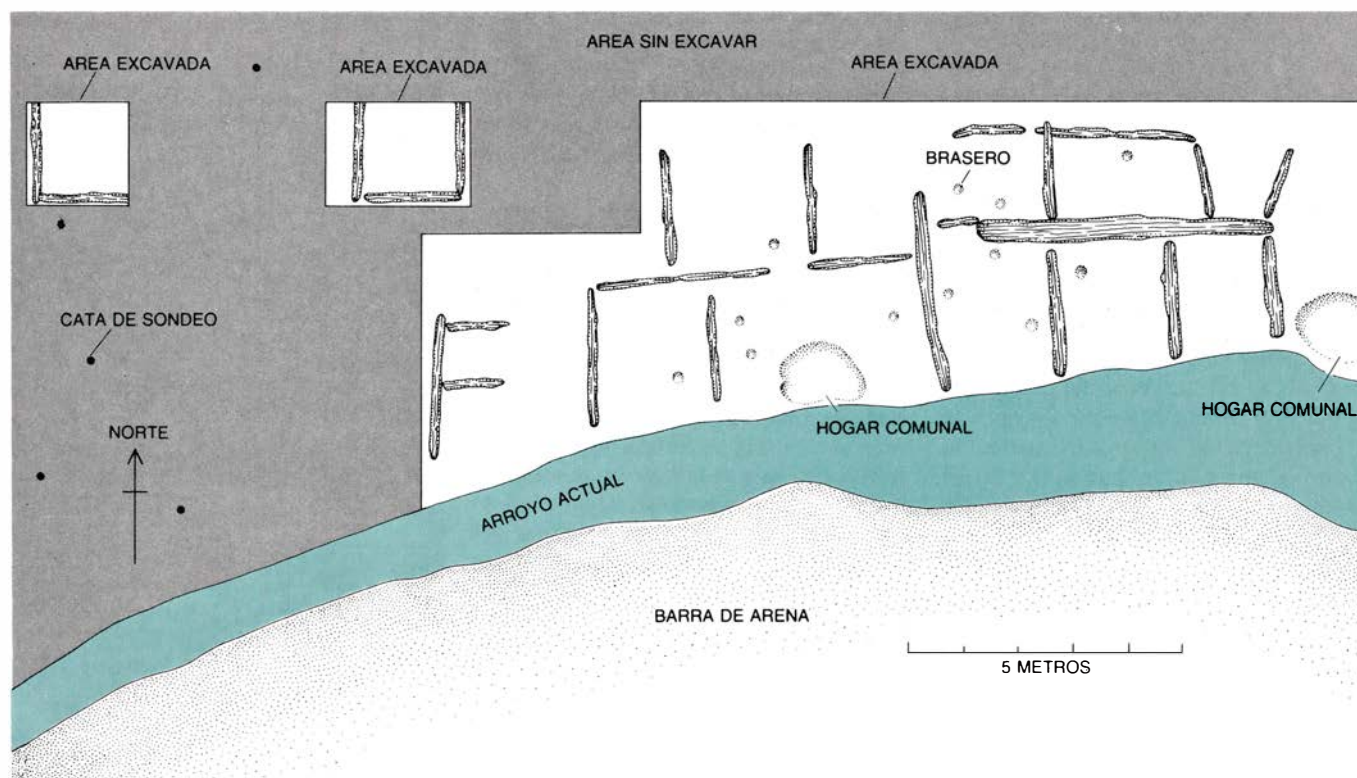 AREA SIN EXCAVAR
AREA EXCAVADA
AREA EXCAVADA
AREA EXCAVADA
BRASERO
CATA DE SONDEO
NORTE
HOGAR COMUNAL
HOGAR COMUNAL
ARROYO ACTUAL
BARRA DE ARENA
5 METROS